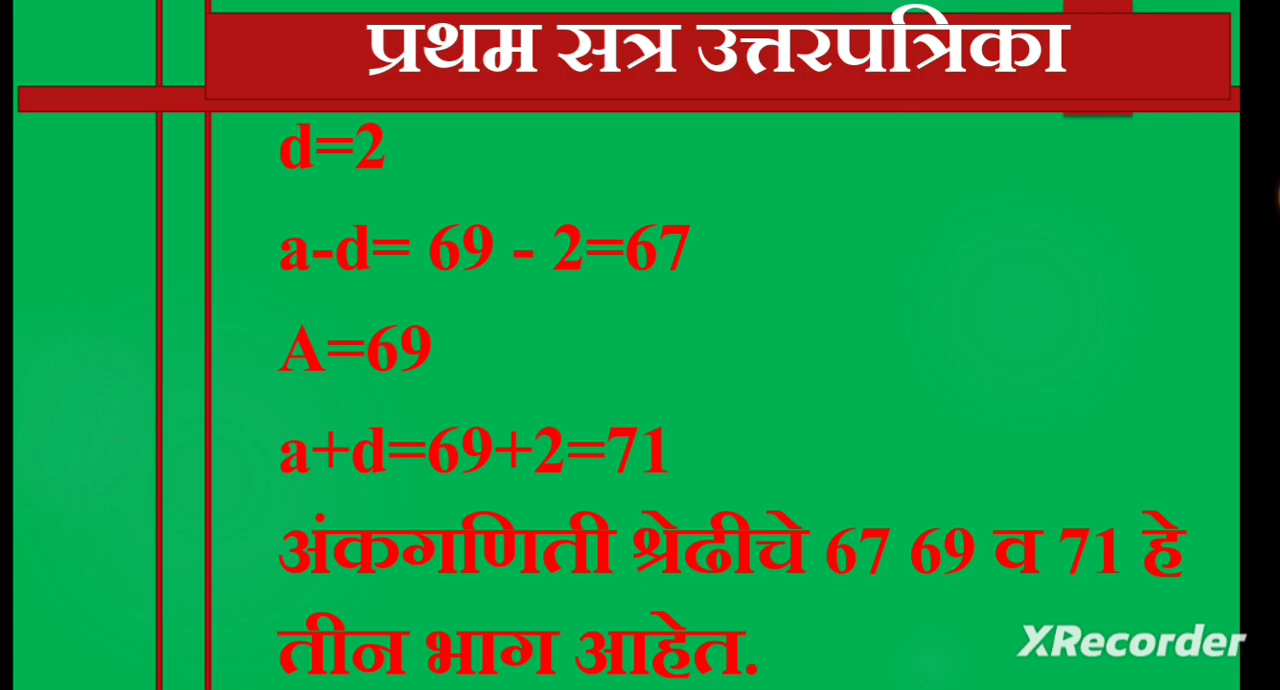 प्रथम सत्र उत्तरपत्रिका
d=2
a-d= 69 - 2=67
A=69
a+d=69+2=71
अंकगणिती श्रेढीचे 67 69 व 71 हे
तीन भाग आहेत.
XRecorder